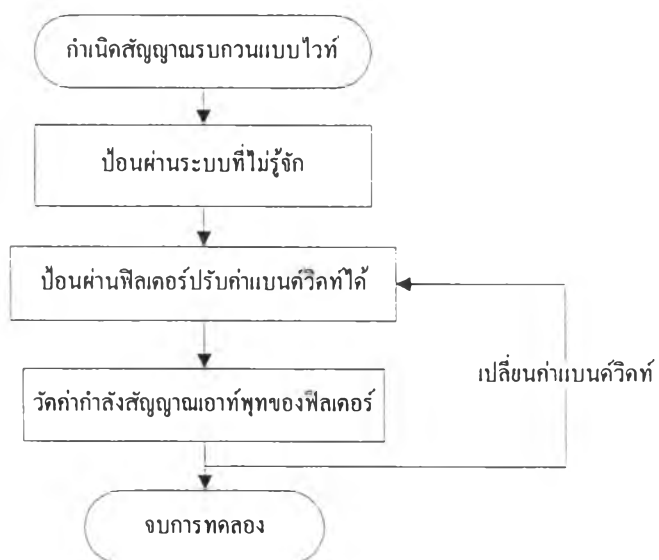 กำเนิดสัญญาณรบกวนแบบไวท์
ป้อนผ่านระบบที่ไม่รู้จัก
ป้อนผ่านฟิลเตอร์ปรับค่าแบนด์วิดท์ได้
เปลี่ยนค่าแบนด์วิดท์
วัดค่ากำลังสัญญาณเอาท์พุทของฟิลเตอร์
จบการทดลอง